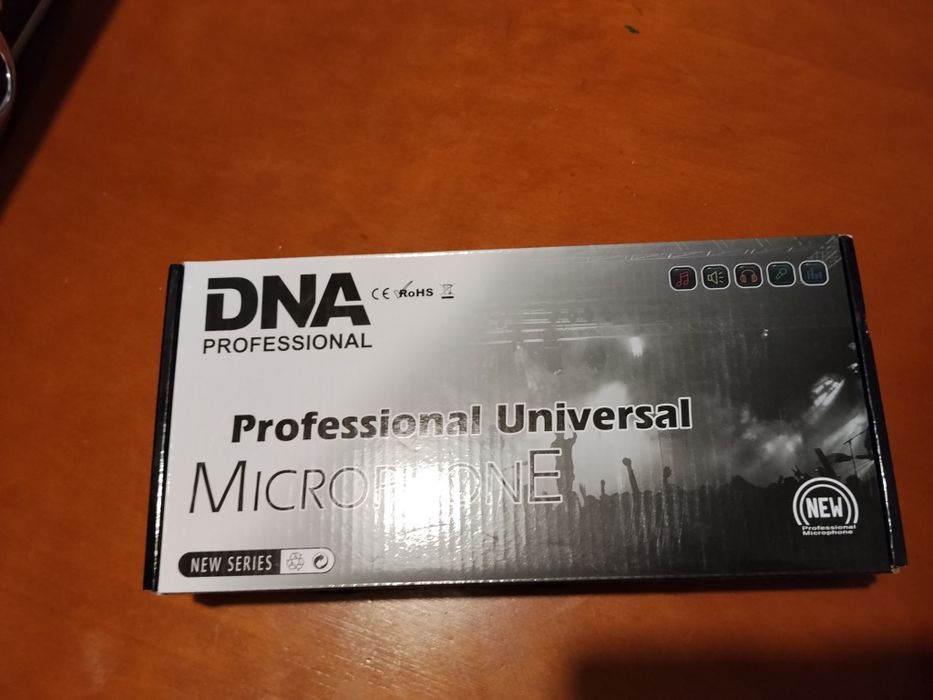 DNA
PROFESSIONAL
CE RoHS
Professional Universal
MICROPHONE
NEW SERIES
NEW
Professional
Microphone